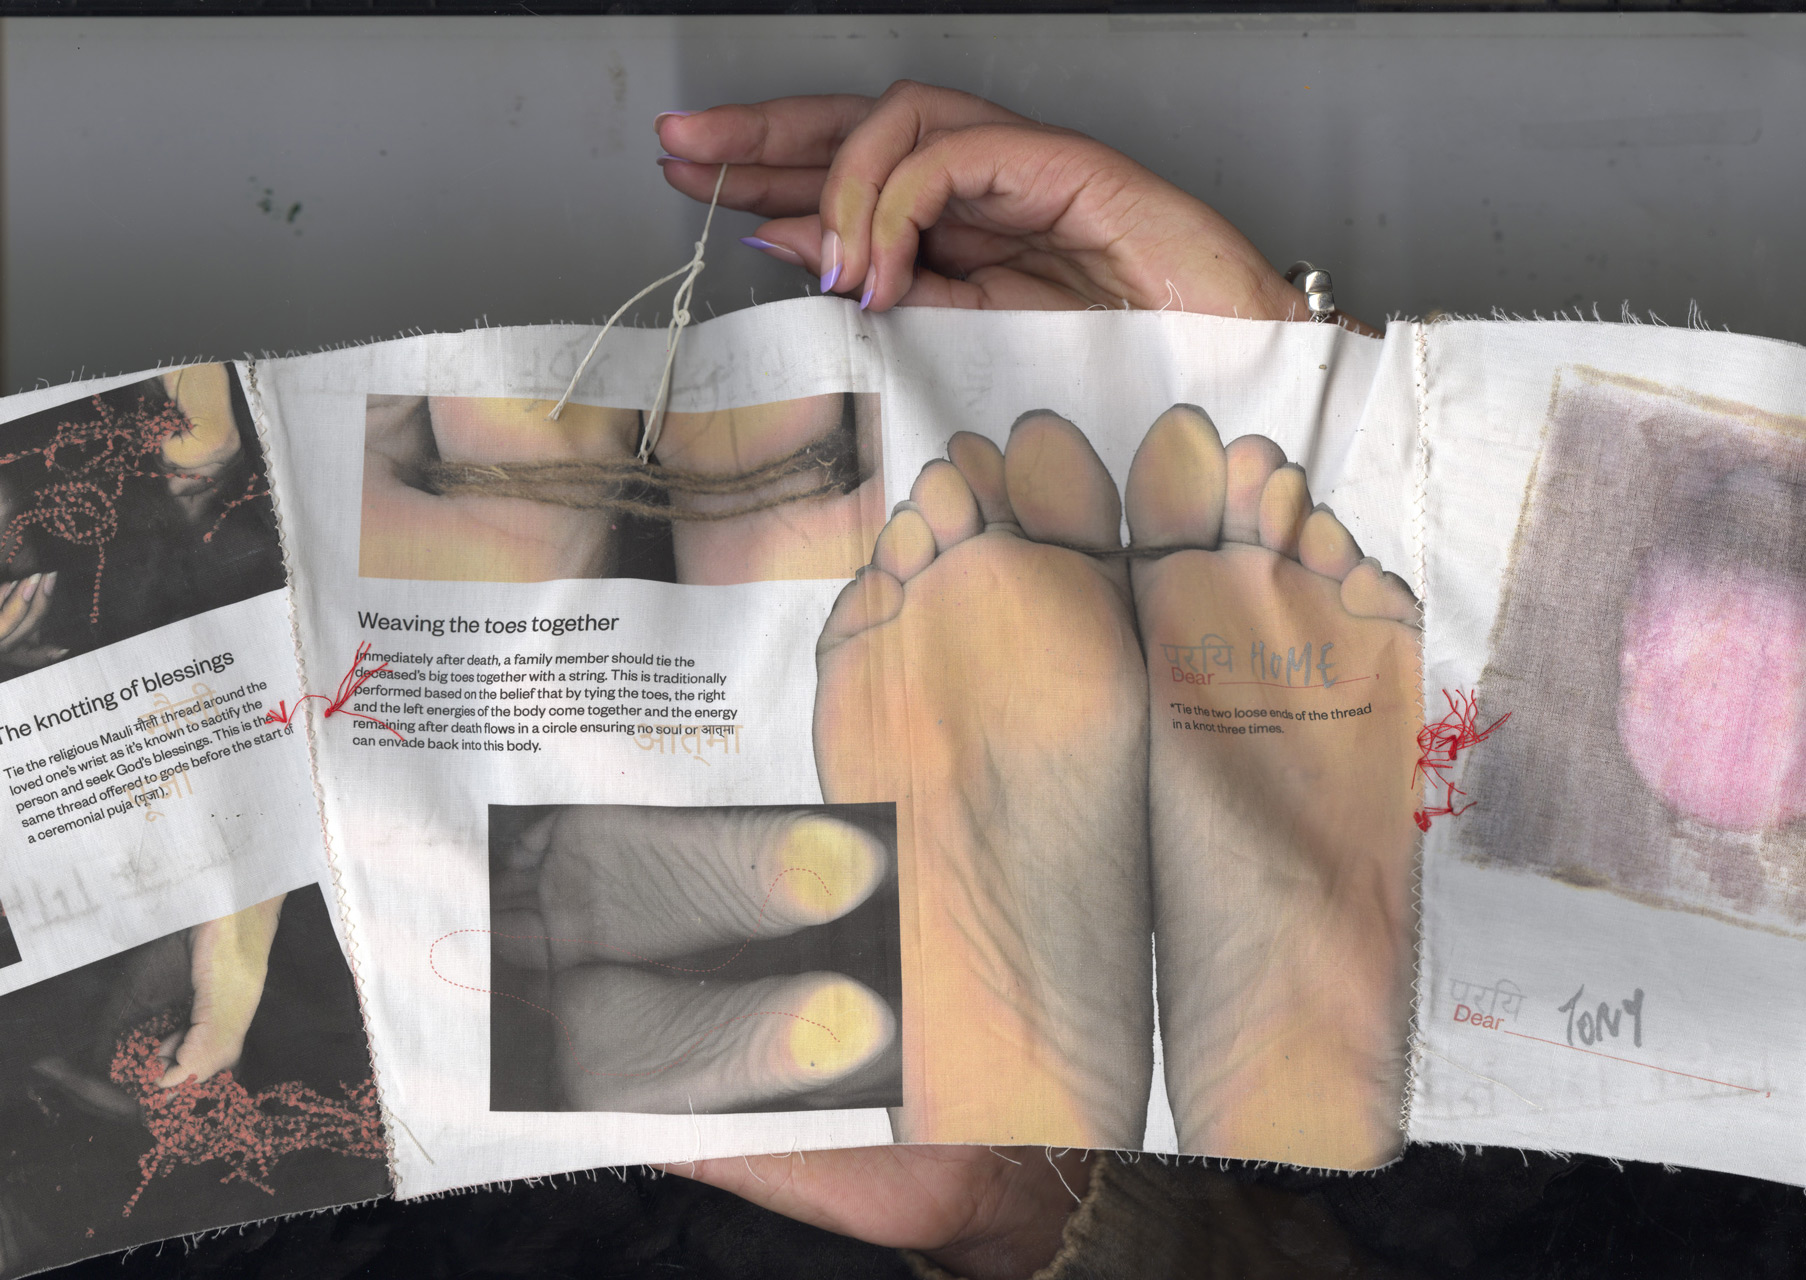 The knotting of blessings
Tie the religious Mauli मौली thread around the
loved one's wrist as it's known to sactify the
person and seek God's blessings. This is the
same thread offered to gods before the start of
a ceremonial puja (पूजा).
मौली
पूजा
Weaving the toes together
Immediately after death, a family member should tie the
deceased's big toes together with a string. This is traditionally
performed based on the belief that by tying the toes, the right
and the left energies of the body come together and the energy
remaining after death flows in a circle ensuring no soul or आत्मा
can envade back into this body.
आत्मा
परयि HOME
Dear ,
*Tie the two loose ends of the thread
in a knot three times.
परयि TONY
Dear ,